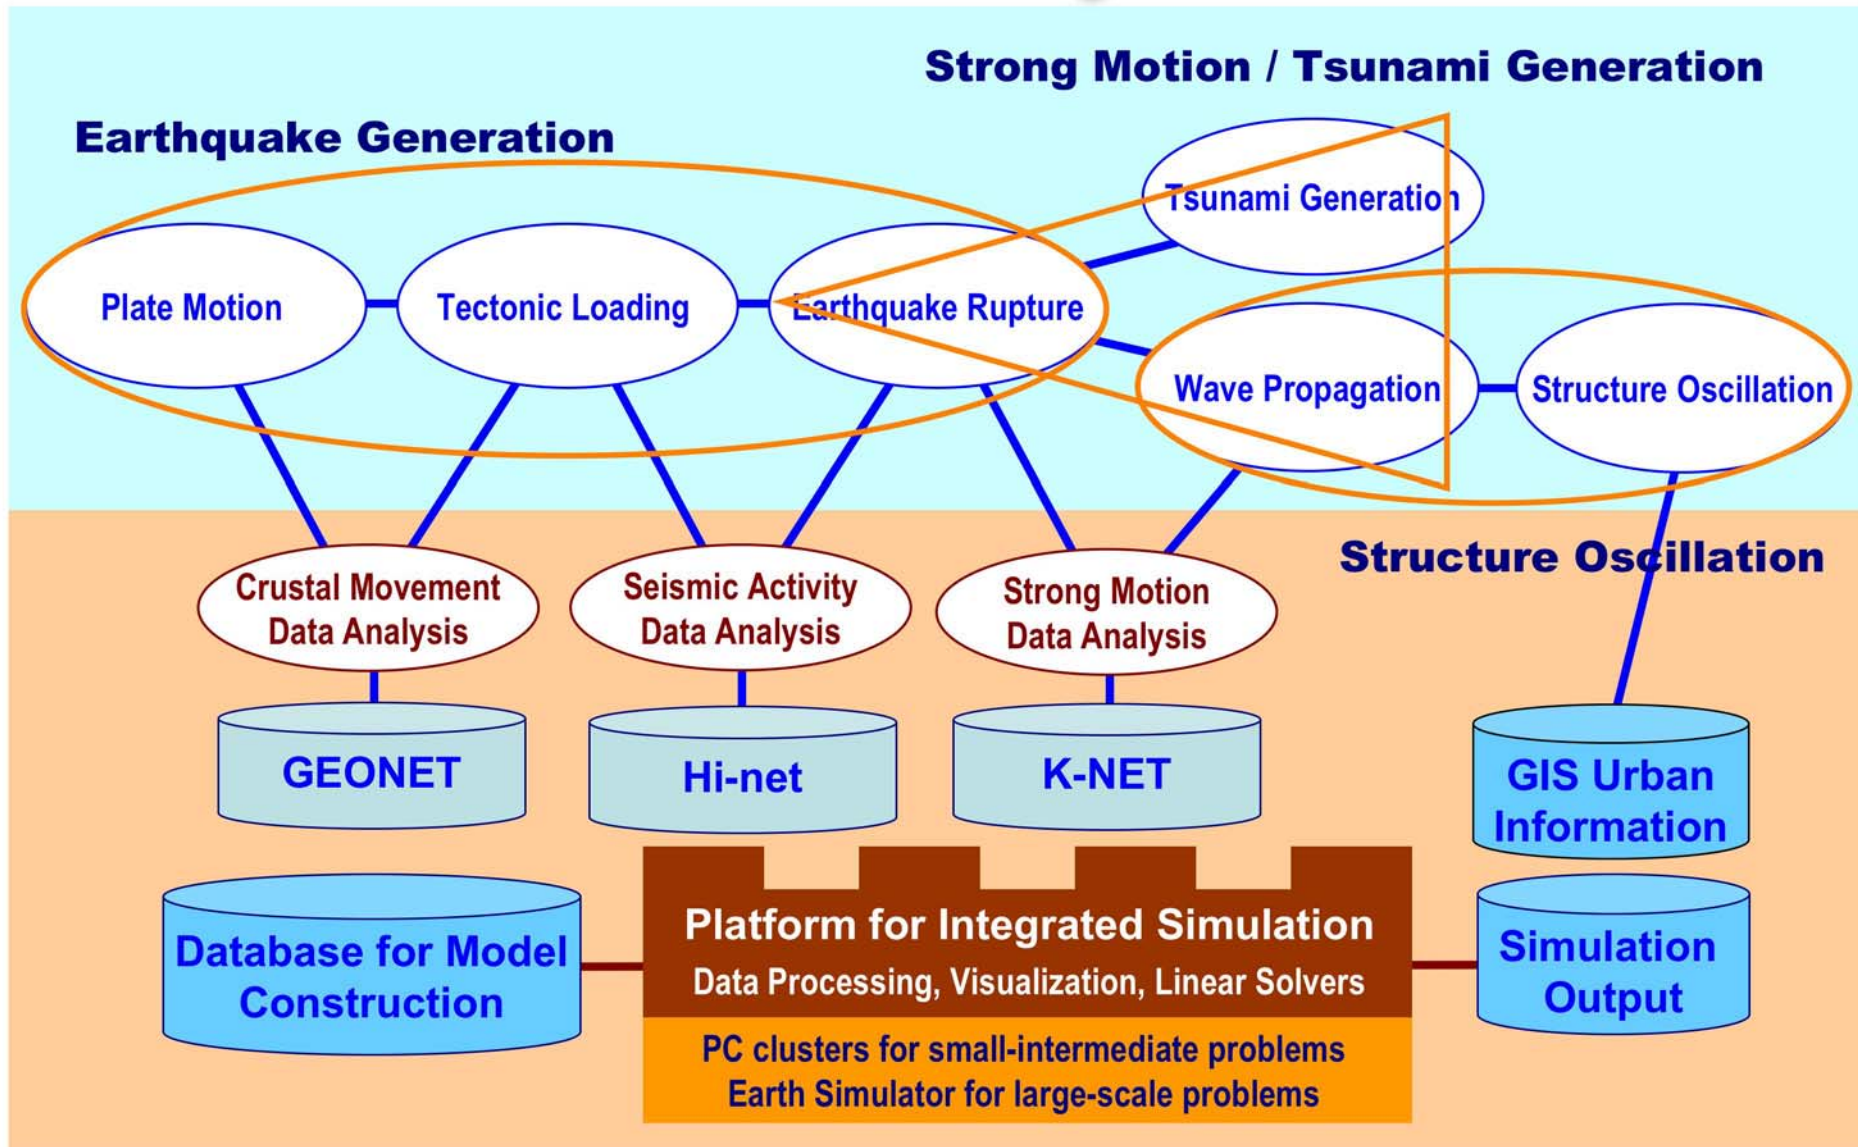 Strong Motion / Tsunami Generation
Earthquake Generation
Tsunami Generation
Plate Motion
Tectonic Loading
Earthquake Rupture
Wave Propagation
Structure Oscillation
Structure Oscillation
Crustal Movement
Data Analysis
Seismic Activity
Data Analysis
Strong Motion
Data Analysis
GEONET
Hi-net
K-NET
GIS Urban
Information
Database for Model
Construction
Platform for Integrated Simulation
Data Processing, Visualization, Linear Solvers
Simulation
Output
PC clusters for small-intermediate problems
Earth Simulator for large-scale problems